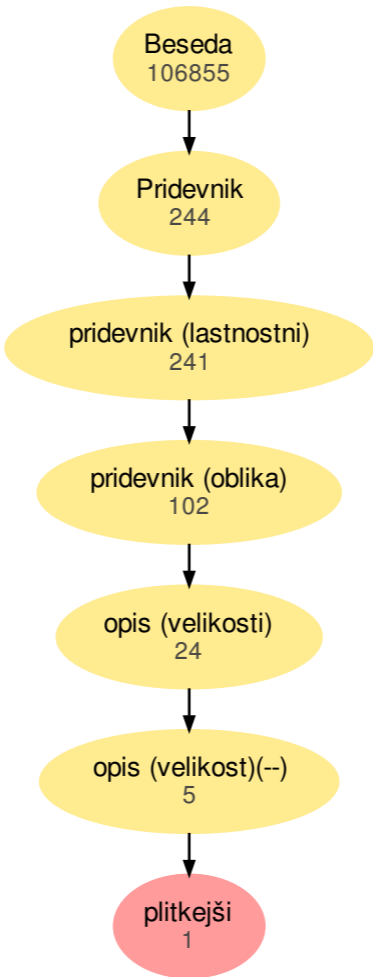 Beseda
106855
Pridevnik
244
pridevnik (lastnostni)
241
pridevnik (oblika)
102
opis (velikosti)
24
opis (velikost)(--)
5
plitkejši
1